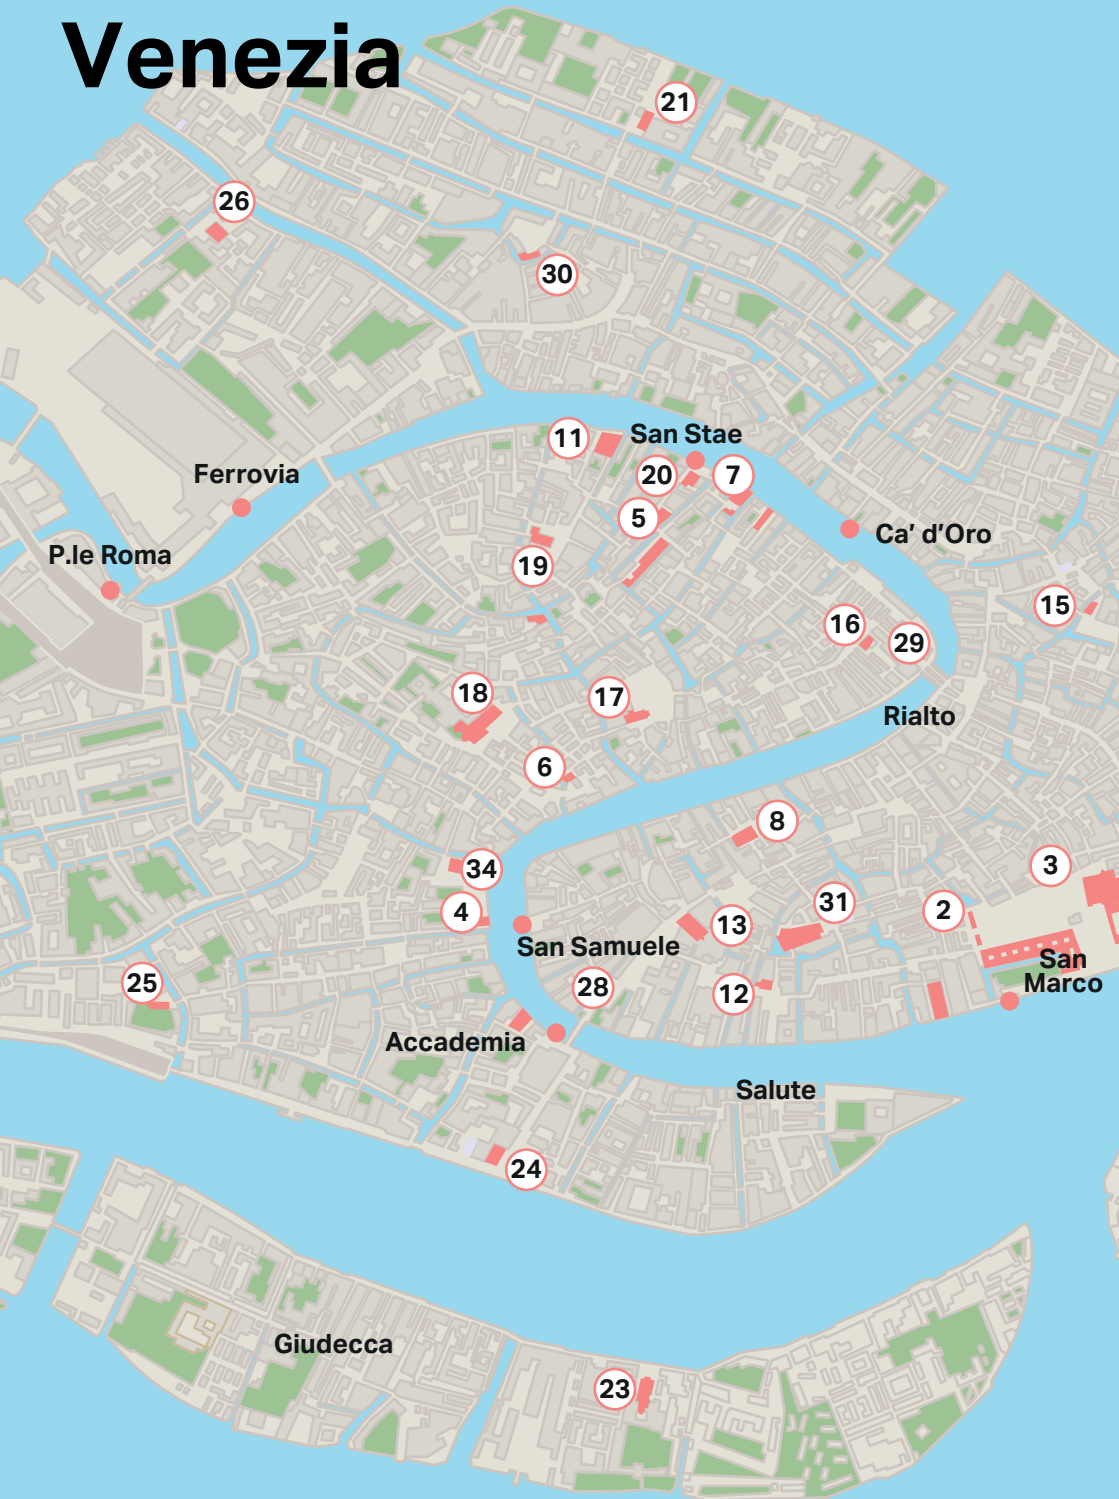 Venezia
21
26
30
11
San Stae
20
7
Ferrovia
5
Ca' d'Oro
P.le Roma
19
15
16
29
18
17
Rialto
6
8
34
3
31
4
2
13
San Samuele
San
Marco
25
28
12
Accademia
Salute
24
Giudecca
23